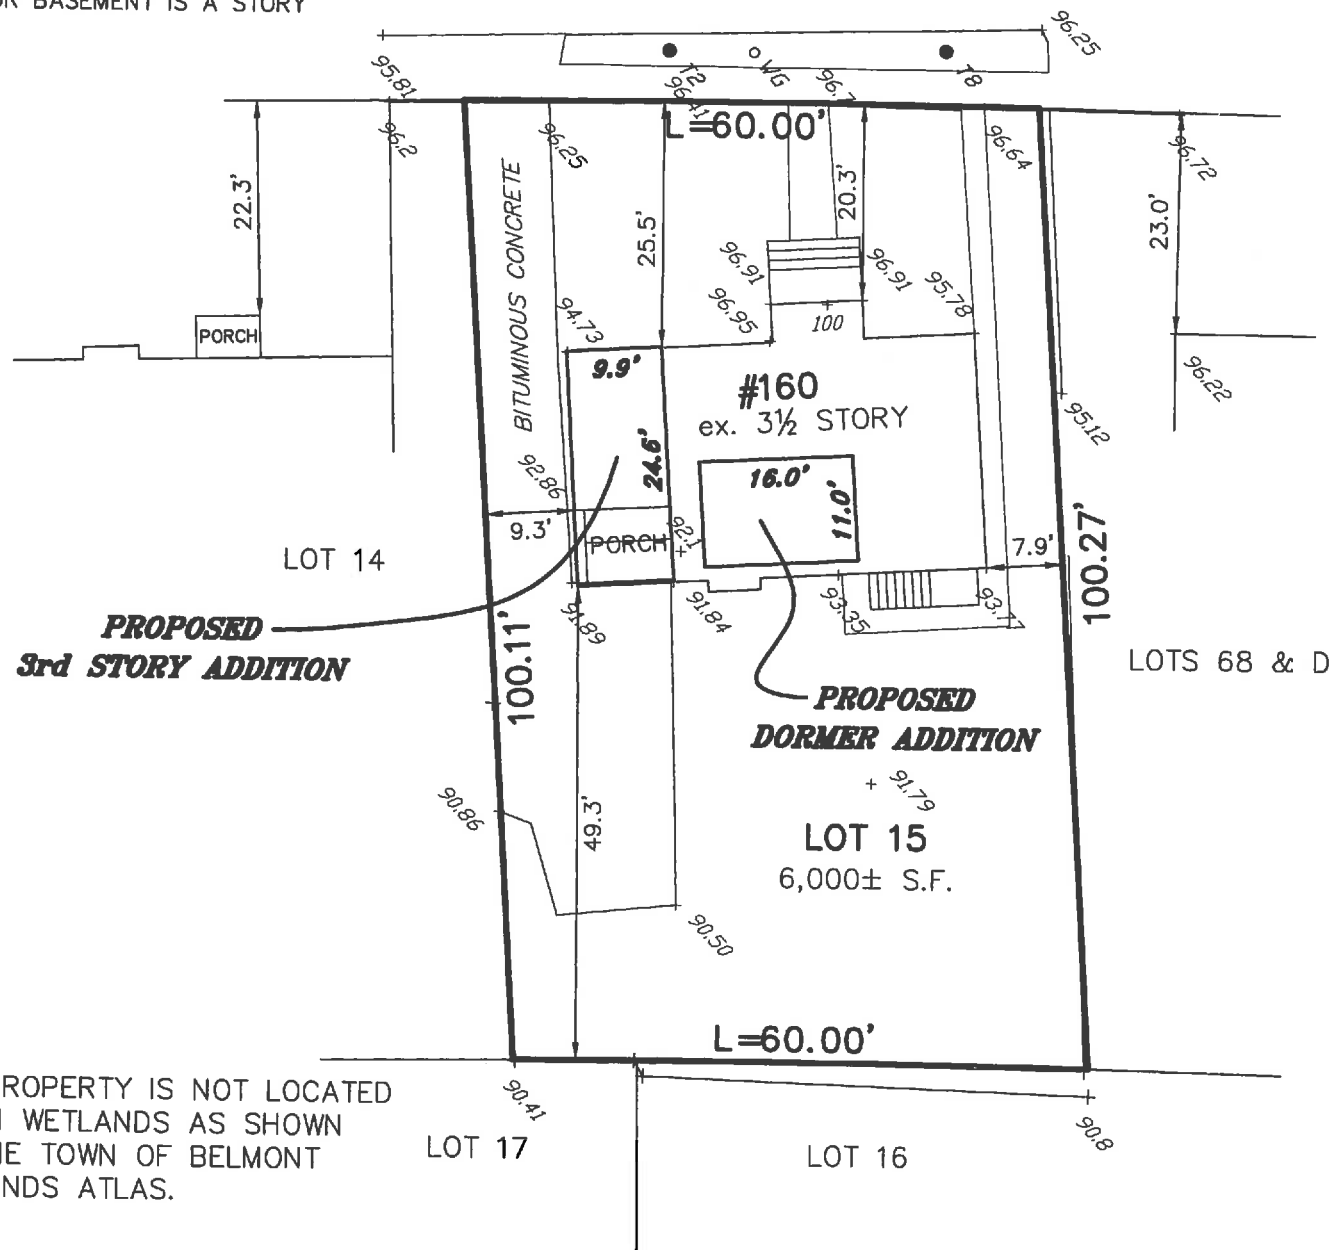 OR BASEMENT IS A STORY
96.25
95.81
T2
WG
T8
96.41
96.7
L=60.00'
96.2
96.25
96.64
96.72
22.3'
25.5'
20.3'
23.0'
BITUMINOUS CONCRETE
96.91
96.91
96.95
95.78
94.73
100
PORCH
9.9'
#160
ex. 3½ STORY
96.22
95.12
24.6'
16.0'
11.0'
92.86
9.3'
92.1
PORCH
7.9'
100.27'
LOT 14
91.89
91.84
93.35
93.77
PROPOSED
3rd STORY ADDITION
100.11'
LOTS 68 & D
PROPOSED
DORMER ADDITION
91.79
90.86
49.3'
LOT 15
6,000± S.F.
90.50
L=60.00'
ROPERTY IS NOT LOCATED
WETLANDS AS SHOWN
TOWN OF BELMONT
NDS ATLAS.
90.41
LOT 17
LOT 16
90.8